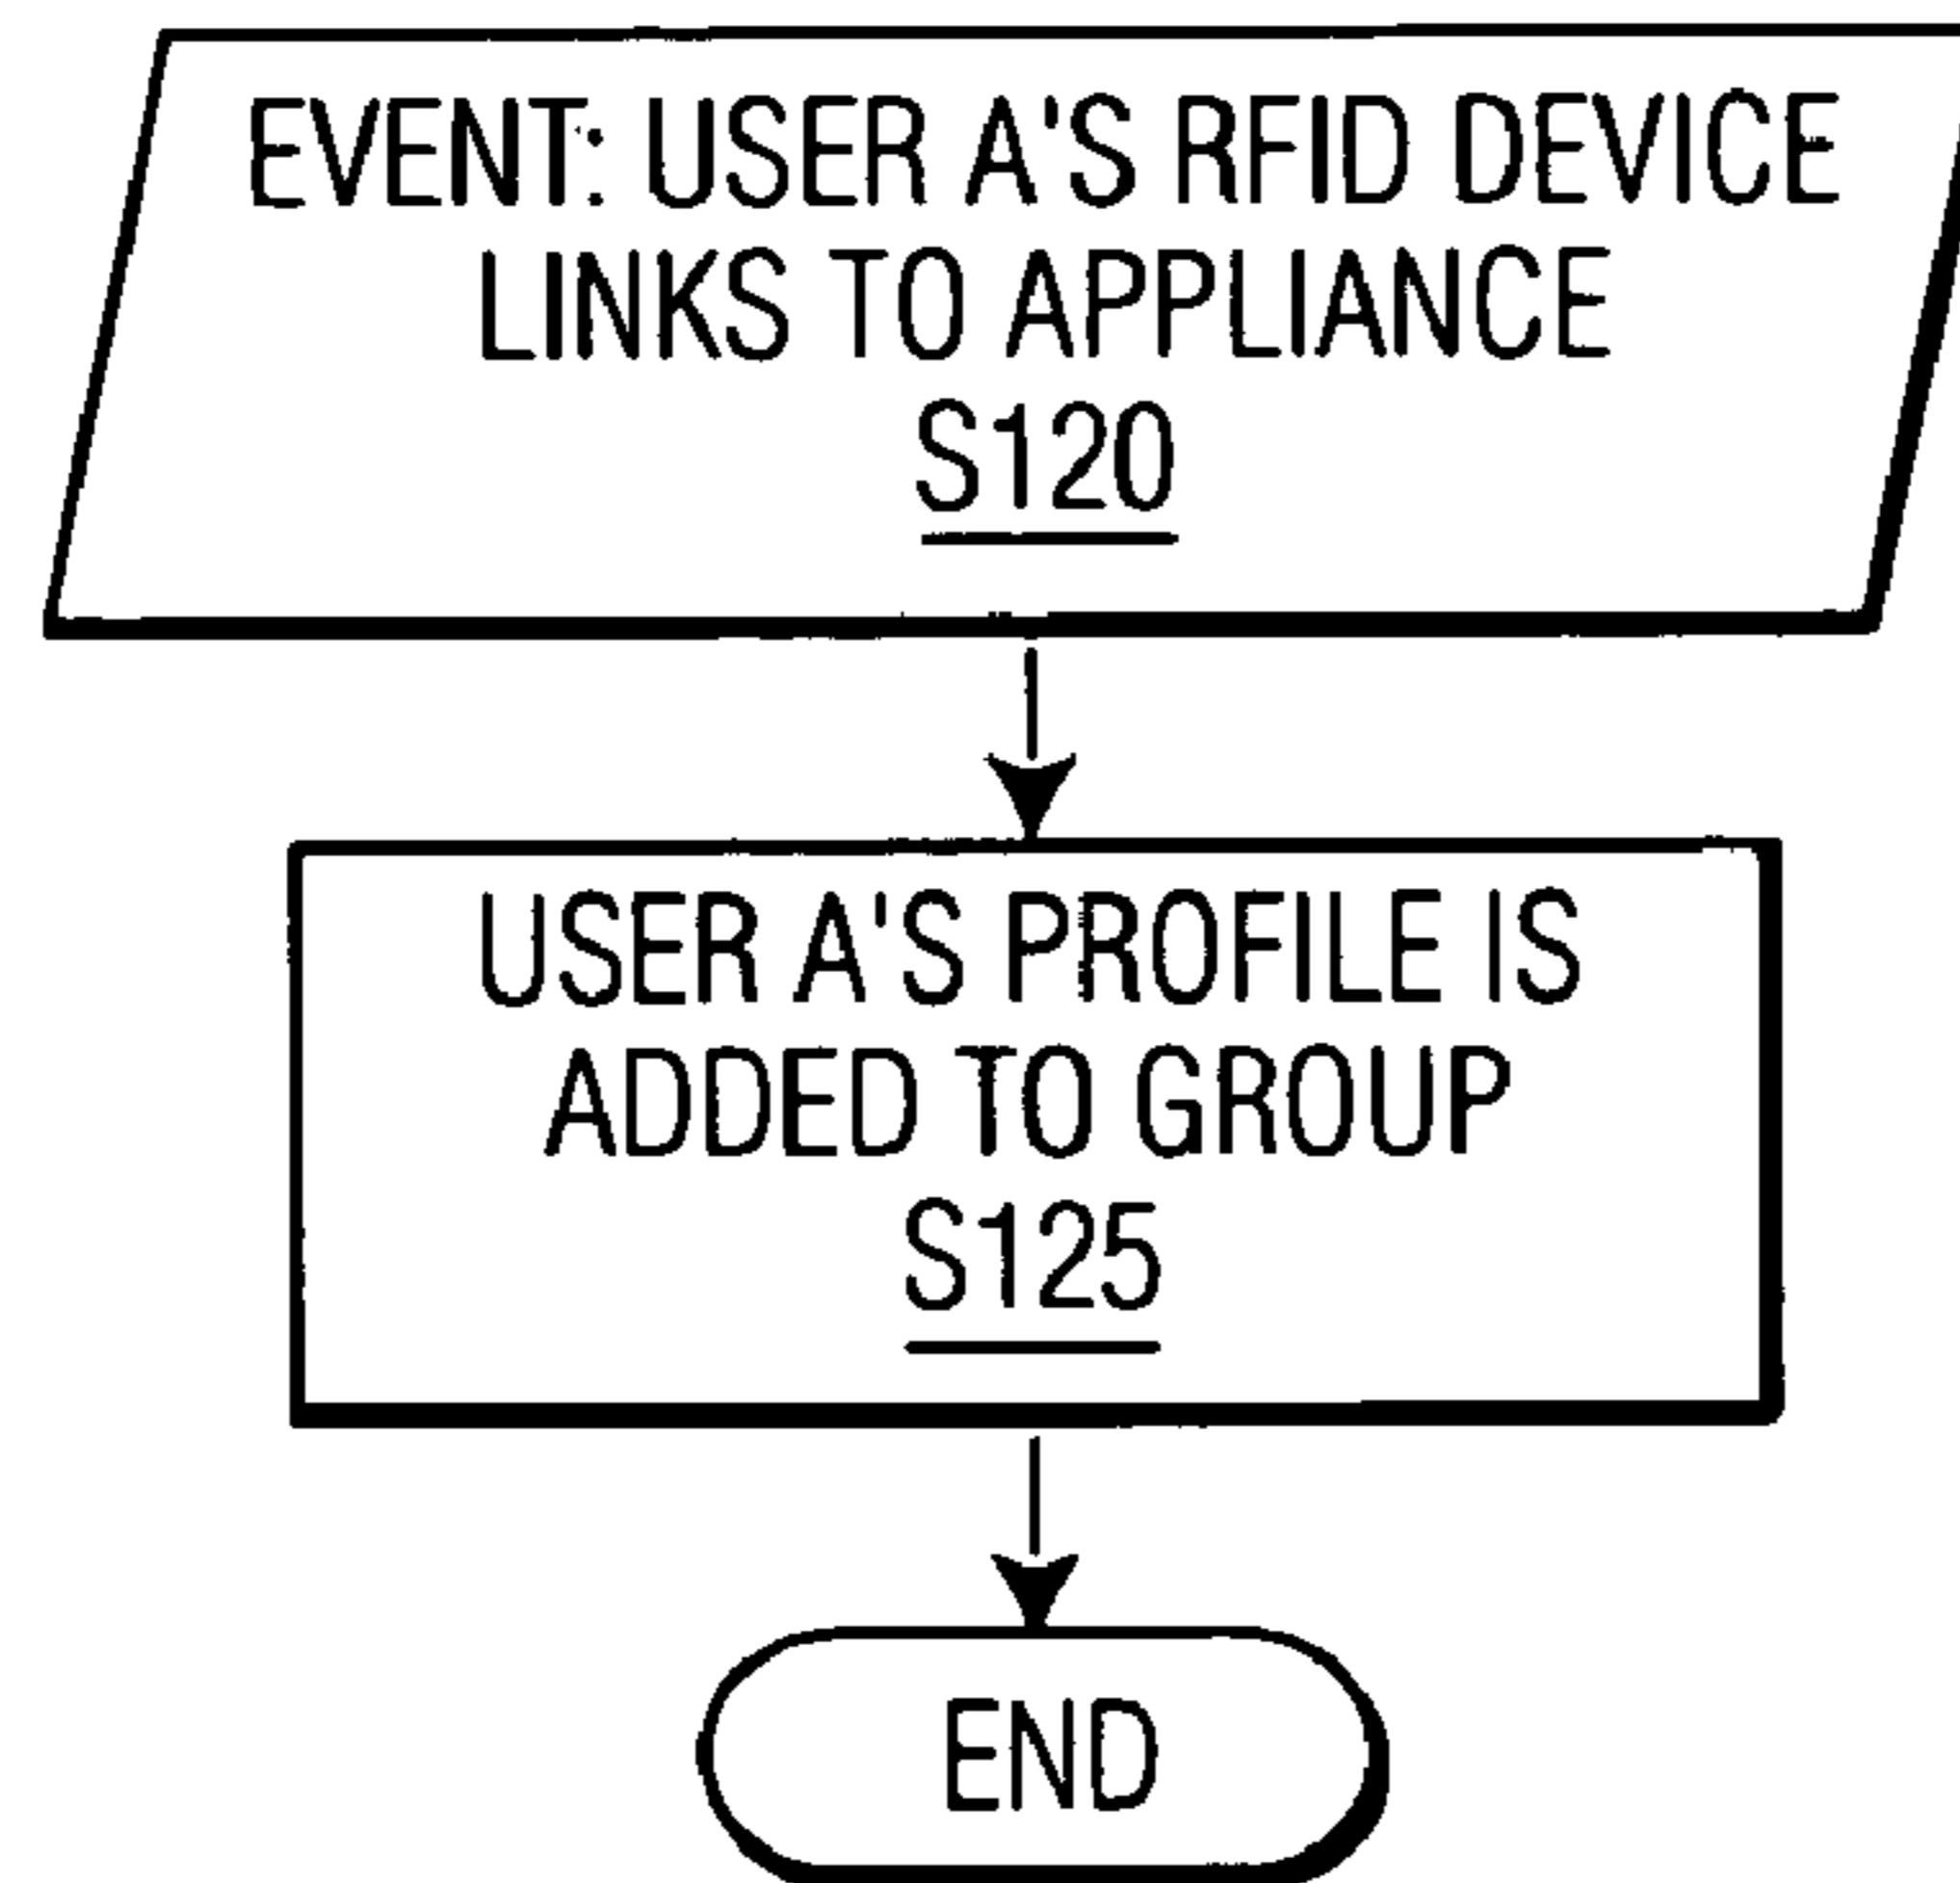 EVENT: USER A'S RFID DEVICE
LINKS TO APPLIANCE
S120
USER A'S PROFILE IS
ADDED TO GROUP
S125
END